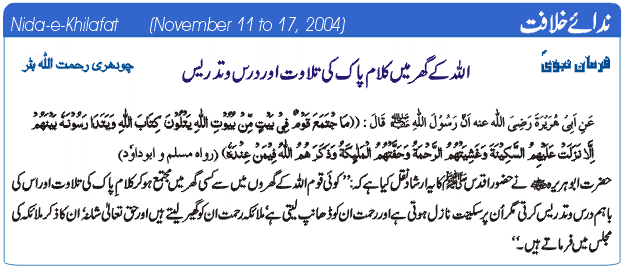 Nida-e-Khilafat (November 11 to 17, 2004) ندائے خلافت
فرمان نبویؐ
اللہ کے گھر میں کلام پاک کی تلاوت اور درس و تدریس
چوہدری رحمت اللہ بٹر
عَنِ اَبِیْ هُرَيْرَةَ رَضِیَ اللّٰهُ عنه اَنَّ رَسُوْلَ اللّٰهِ ﷺ قَالَ : ((مَا جْتَمَعَ قَوْمٌ فِیْ بَيْتٍ مِّنْ بُيُوْتِ اللّٰهِ يَتْلُوْنَ كِتَابَ اللّٰهِ وَيَتَدَا رَسُوْنَهٗ بَيْنَهُمْ
اِلَّا نَزَلَتْ عَلَيْهِمُ السَّكِيْنَةُ وَغَشِيَتْهُمُ الرَّحْمَةُ وَحَفَّتْهُمُ الْمَلٰٓئِكَةُ وَذَكَرَ هُمُ اللّٰهُ فِيْمَنْ عِنْدَهٗ)) (رواہ مسلم و ابوداؤد)
حضرت ابوہریرہؓ نے حضور اقدس ﷺ کا یہ ارشاد نقل کیا ہے کہ: ’’کوئی قوم اللہ کے گھروں میں سے کسی گھر میں مجتمع ہو کر کلام پاک کی تلاوت اور اس کی
باہم درس و تدریس کرتی مگر اُن پر سکینت نازل ہوتی ہے اور رحمت ان کو ڈھانپ لیتی ہے‘ ملائکہ رحمت ان کو گھیر لیتے ہیں اور حق تعالیٰ شانہٗ اُن کا ذکر ملائکہ کی
مجلس میں فرماتے ہیں۔‘‘